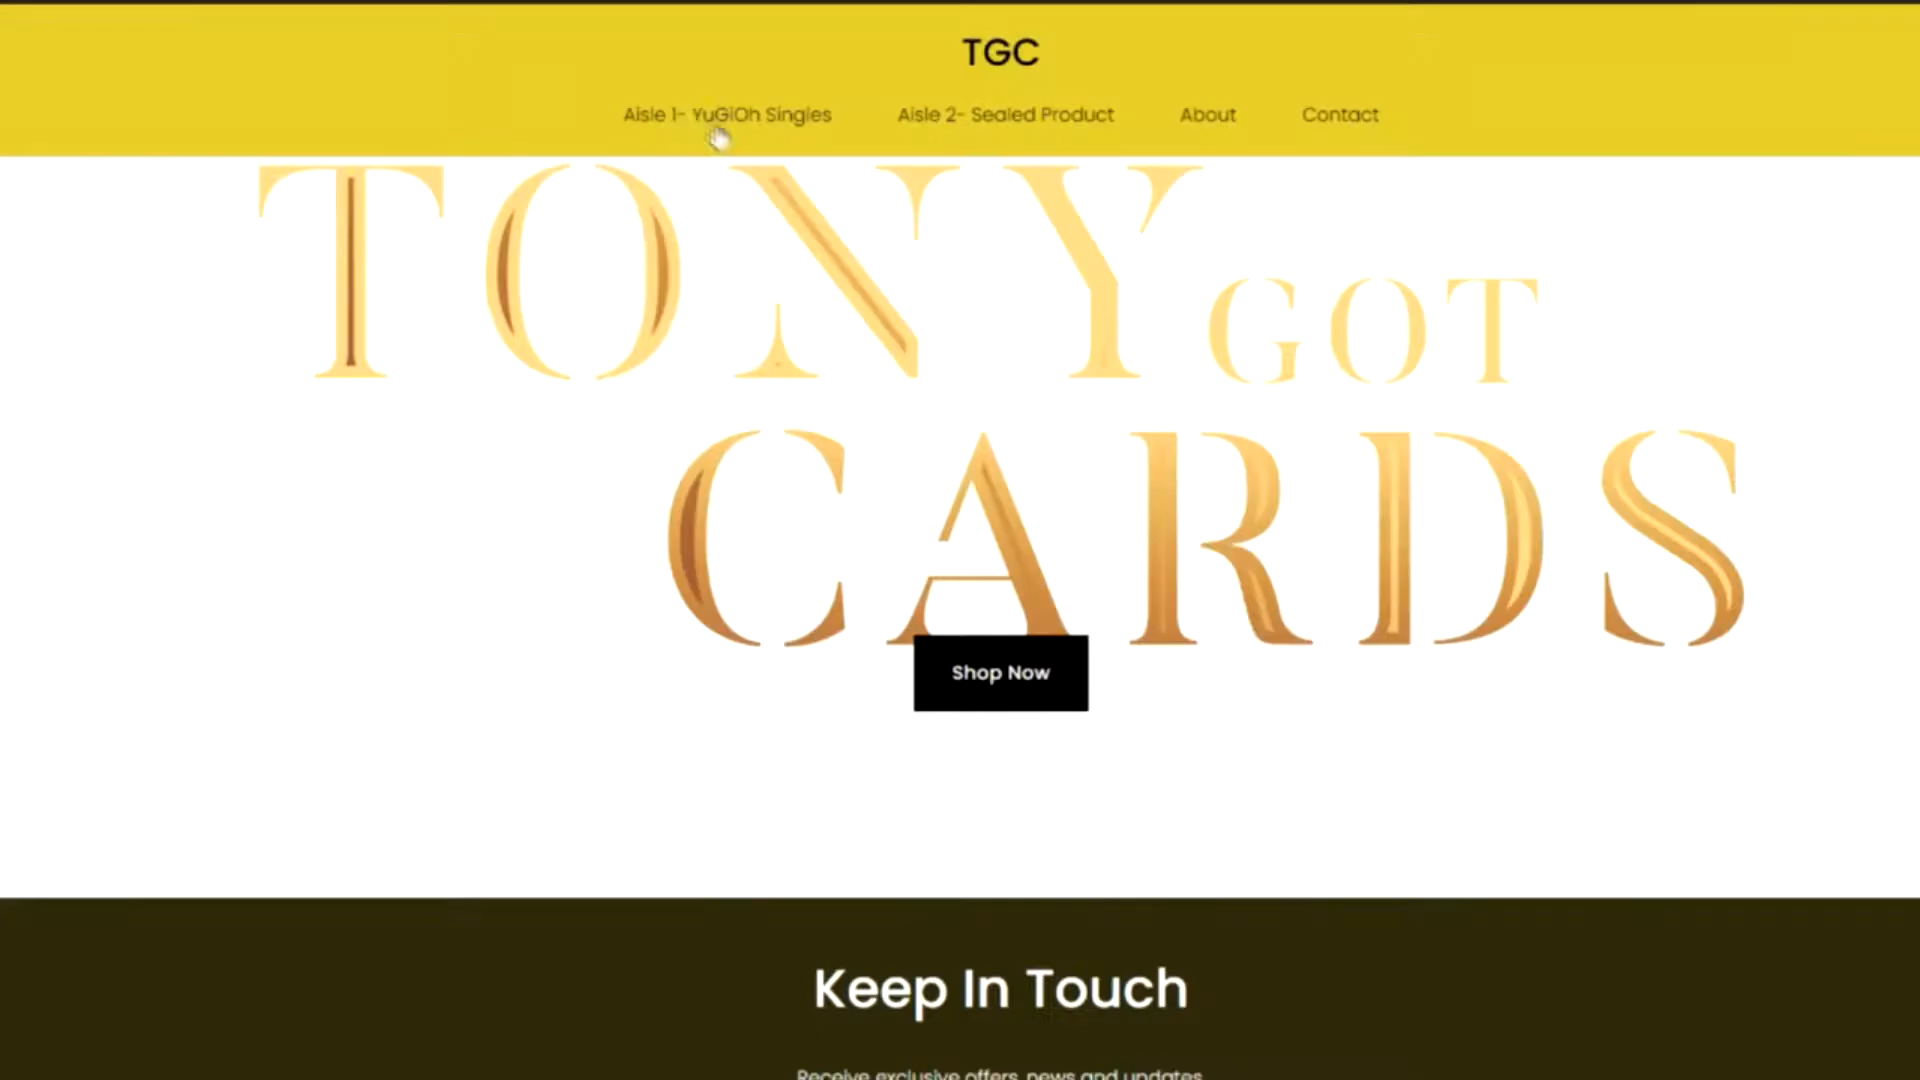 TGC
Aisle 1- YuGiOh Singles Aisle 2- Sealed Product About Contact
TONY GOT
CARDS
Shop Now
Keep In Touch
Receive exclusive offers, news and updates